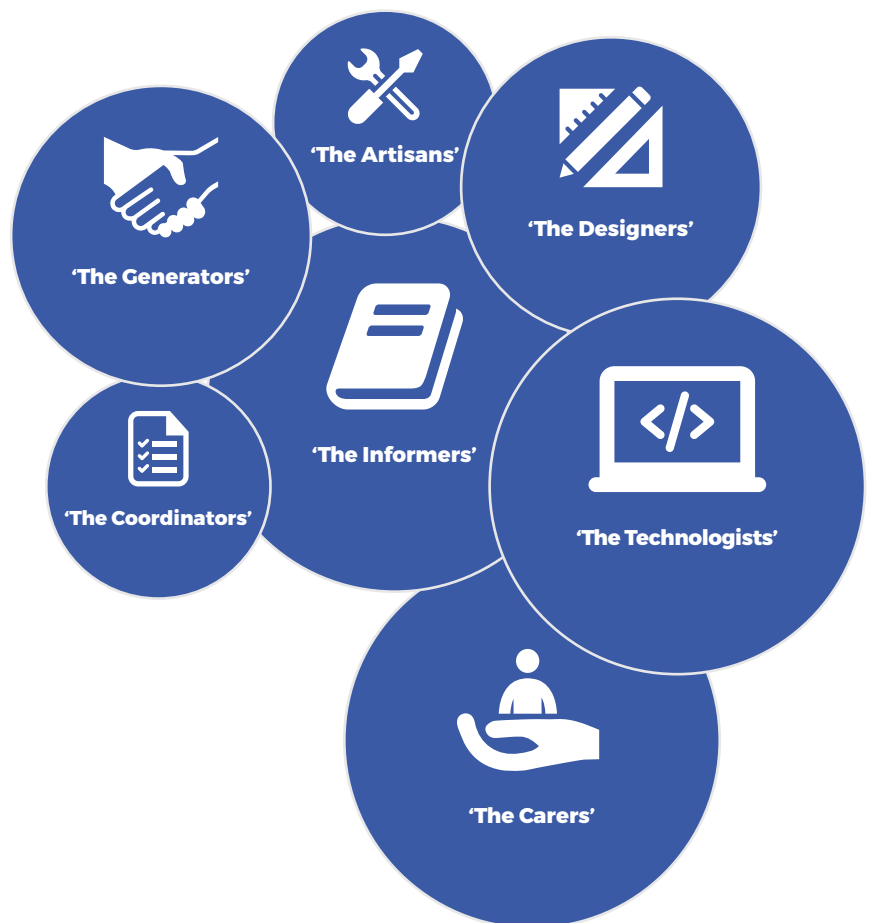 ‘The Artisans’
‘The Designers’
‘The Generators’
‘The Informers’
‘The Coordinators’
‘The Technologists’
‘The Carers’